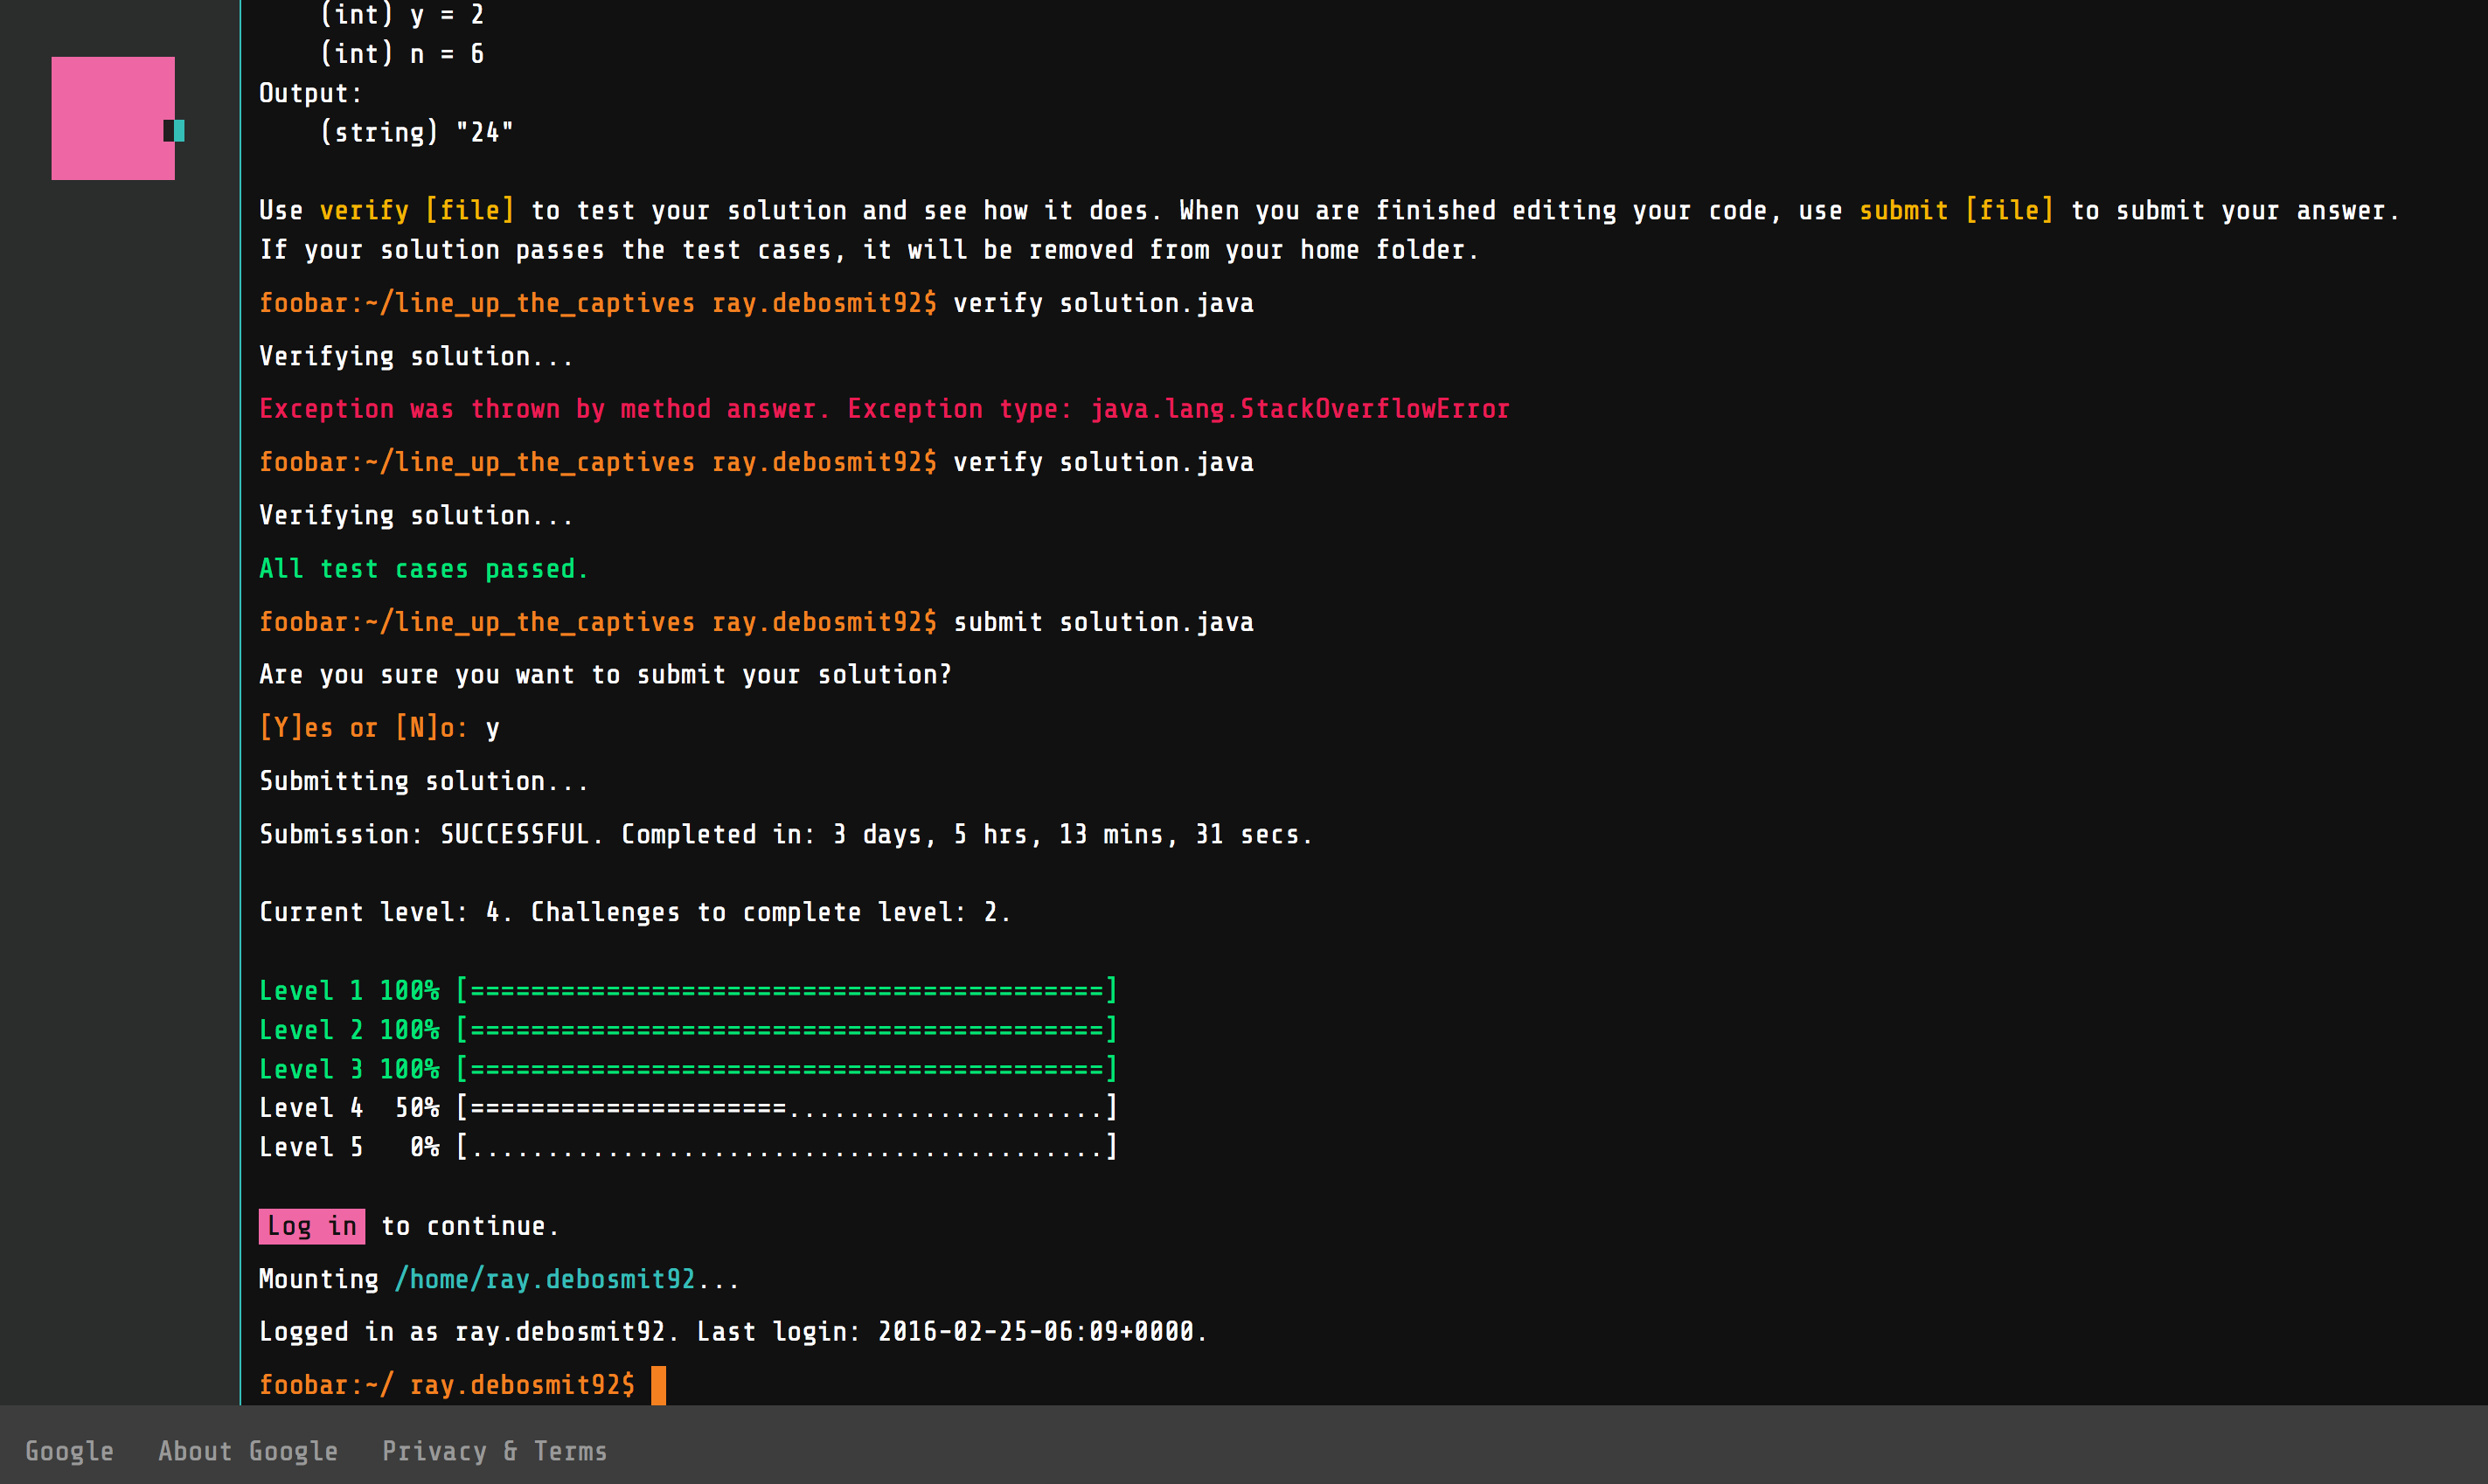 (int) y = 2
(int) n = 6
Output:
(string) "24"
Use verify [file] to test your solution and see how it does. When you are finished editing your code, use submit [file] to submit your answer.
If your solution passes the test cases, it will be removed from your home folder.
foobar:~/line_up_the_captives ray.debosmit92$ verify solution.java
Verifying solution...
Exception was thrown by method answer. Exception type: java.lang.StackOverflowError
foobar:~/line_up_the_captives ray.debosmit92$ verify solution.java
Verifying solution...
All test cases passed.
foobar:~/line_up_the_captives ray.debosmit92$ submit solution.java
Are you sure you want to submit your solution?
[Y]es or [N]o: y
Submitting solution...
Submission: SUCCESSFUL. Completed in: 3 days, 5 hrs, 13 mins, 31 secs.
Current level: 4. Challenges to complete level: 2.
Level 1 100% [==========================================]
Level 2 100% [==========================================]
Level 3 100% [==========================================]
Level 4  50% [=====================.....................]
Level 5   0% [..........................................]
Log in to continue.
Mounting /home/ray.debosmit92...
Logged in as ray.debosmit92. Last login: 2016-02-25-06:09+0000.
foobar:~/ ray.debosmit92$
Google   About Google   Privacy & Terms